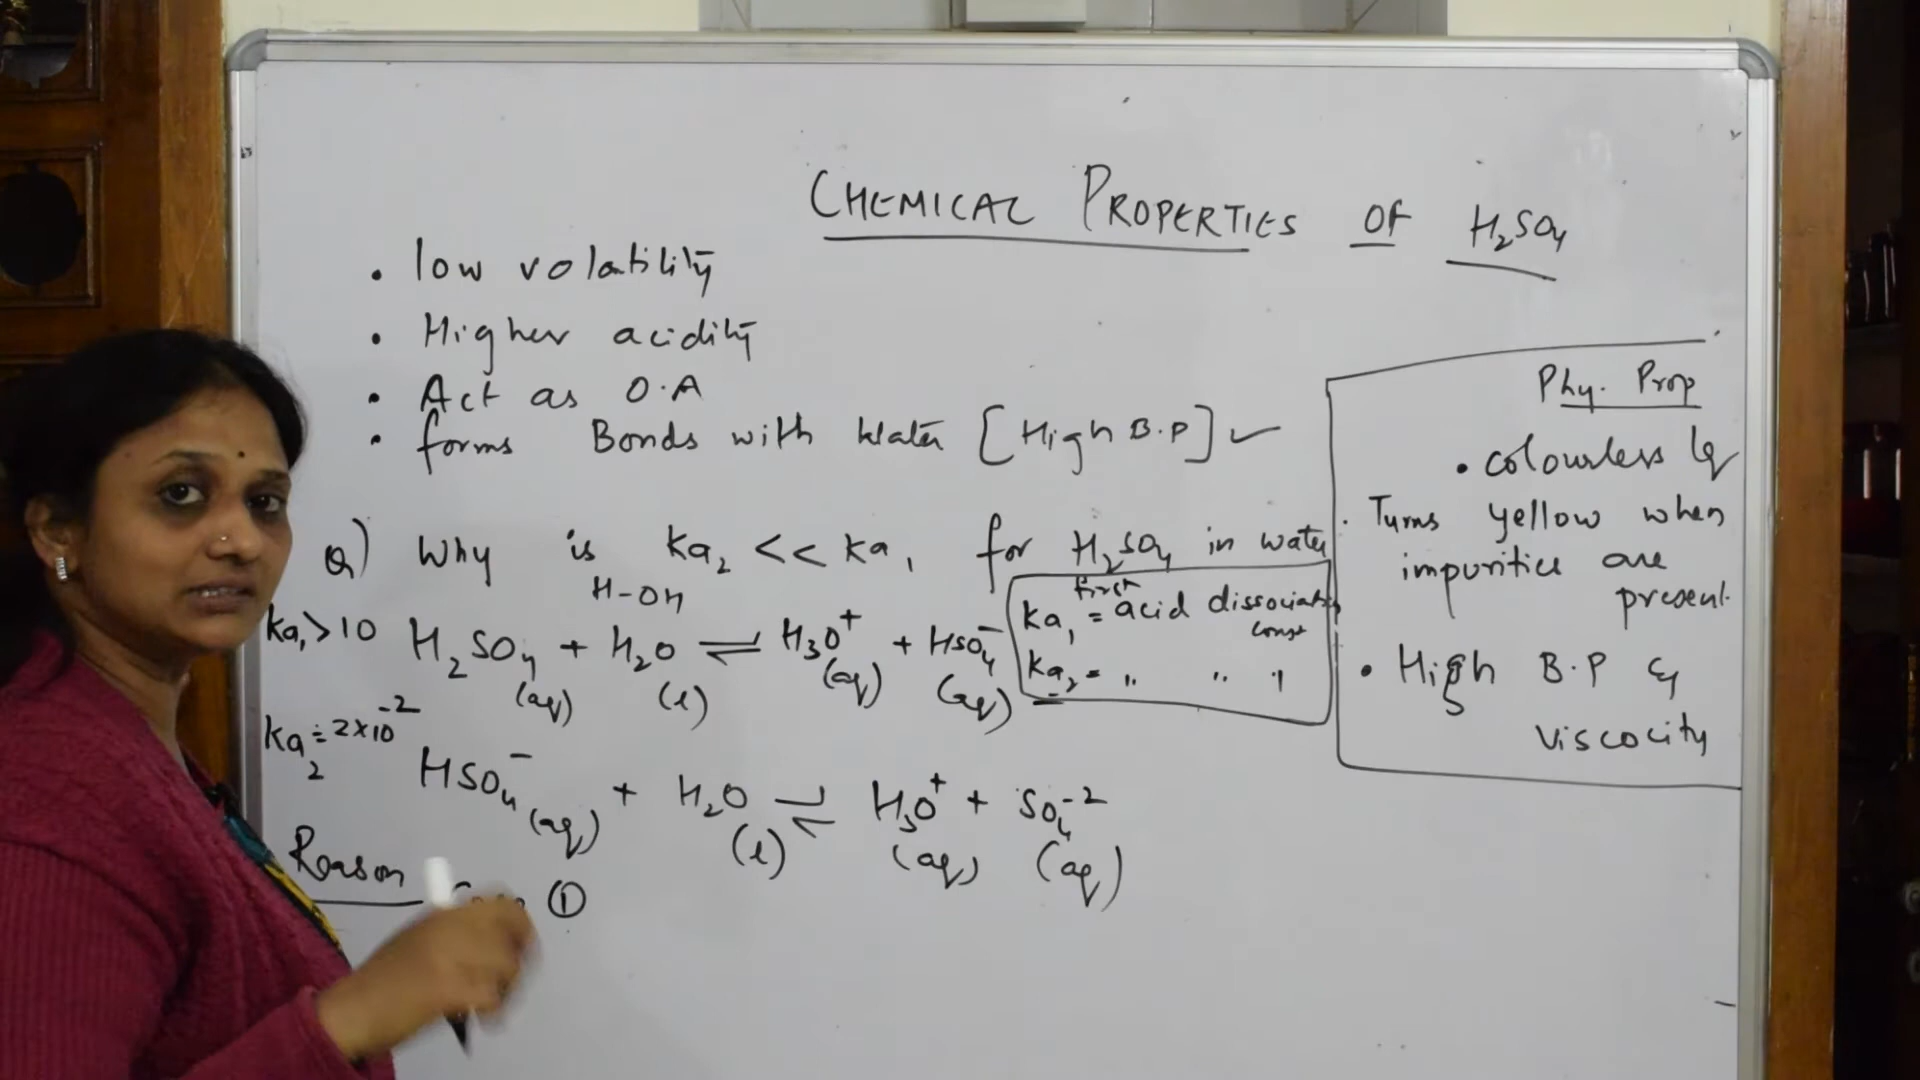 CHEMICAL PROPERTIES OF H₂SO₄
• low volatility
• Higher acidity
• Act as O.A
• forms Bonds with Water [High B.P] ✓
Q) Why is Ka₂ << Ka₁ for H₂SO₄ in water
H-OH
Ka₁>10 H₂SO₄ (aq) + H₂O (l) ⇌ H₃O⁺ (aq) + HSO₄⁻ (aq)
Ka₂ = 2×10⁻² HSO₄⁻ (aq) + H₂O (l) ⇌ H₃O⁺ (aq) + SO₄⁻² (aq)
Reason ①
first
Ka₁ = acid dissociation
const
Ka₂ = " " "
Phy. Prop
• colourless lq
• Turns yellow when
impurities are
present.
• High B.P &
Viscocity